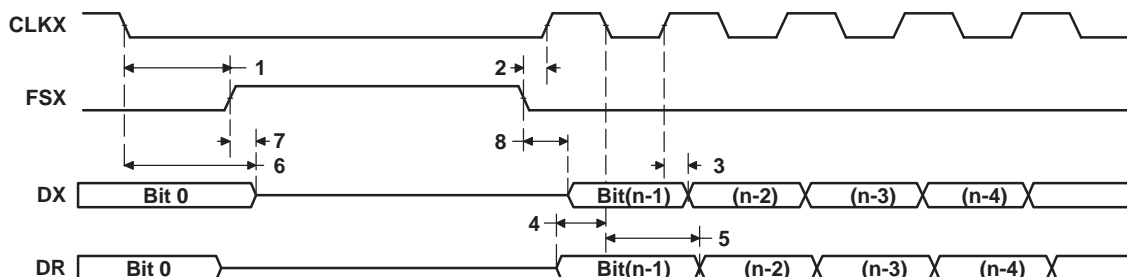 CLKX
1 2
FSX
7 8
6 3
DX Bit 0 Bit(n-1) (n-2) (n-3) (n-4)
4 5
DR Bit 0 Bit(n-1) (n-2) (n-3) (n-4)